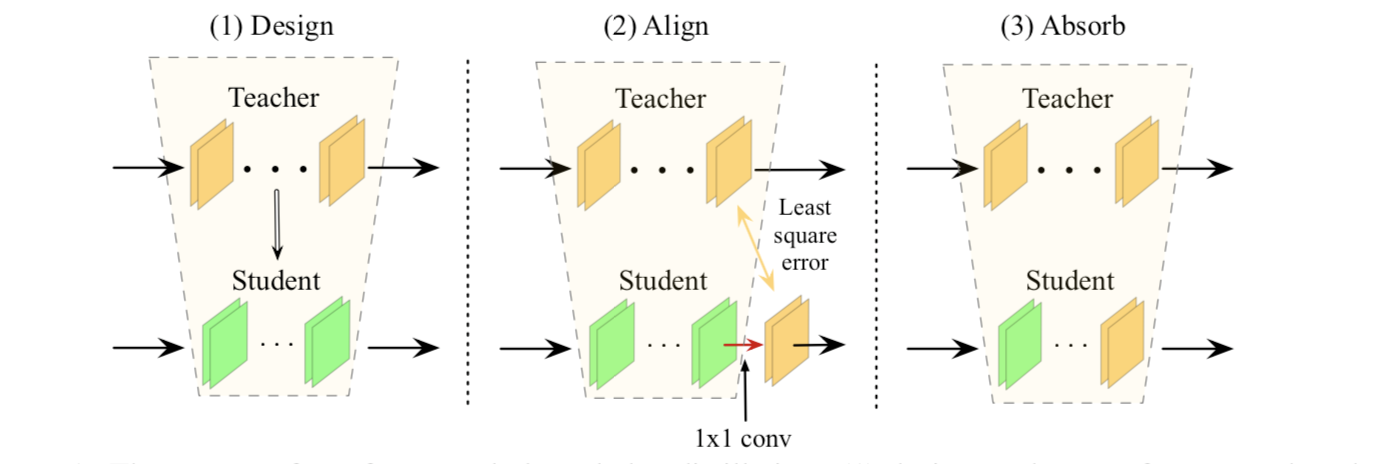 (1) Design
(2) Align
(3) Absorb
Teacher
Student
Teacher
Least
square
error
Student
1x1 conv
Teacher
Student